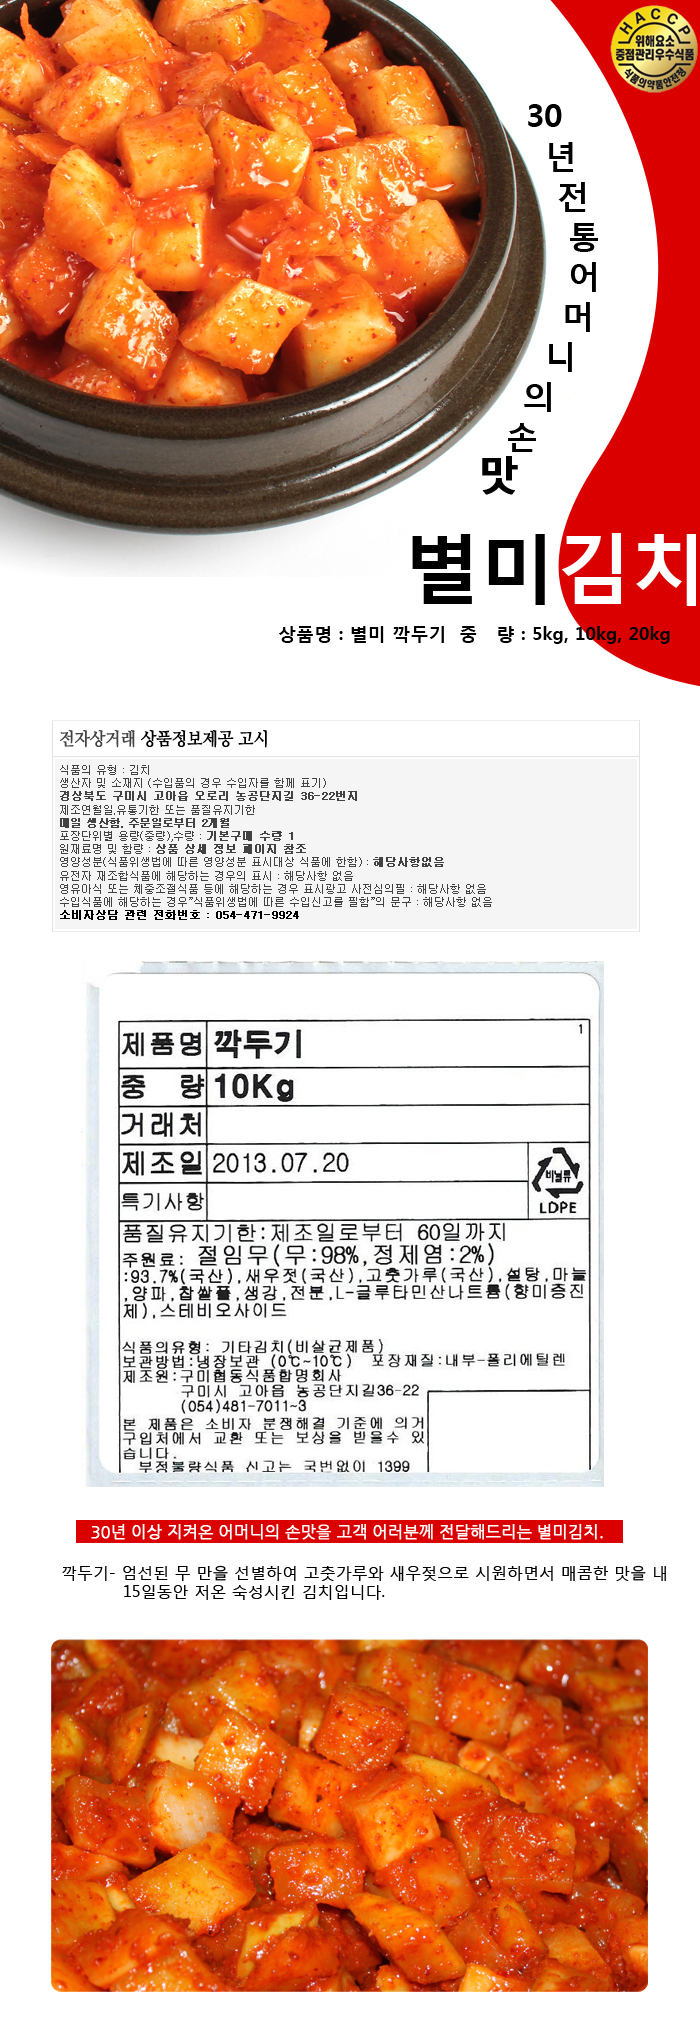 HACCP
위해요소
중점관리우수식품
식품의약품안전청
30년전통어머니의손맛
별미김치
상품명 : 별미 깍두기 중 량 : 5kg, 10kg, 20kg
전자상거래 상품정보제공 고시
식품의 유형 : 김치
생산자 및 소재지 (수입품의 경우 수입자를 함께 표기)
경상북도 구미시 고아읍 오로리 농공단지길 36-22번지
제조연월일,유통기한 또는 품질유지기한
매일 생산함, 주문일로부터 2개월
포장단위별 용량(중량),수량 : 기본구매 수량 1
원재료명 및 함량 : 상품 상세 정보 페이지 참조
영양성분(식품위생법에 따른 영양성분 표시대상 식품에 한함) : 해당사항없음
유전자 재조합식품에 해당하는 경우의 표시 : 해당사항 없음
영유아식 또는 체중조절식품 등에 해당하는 경우 표시광고 사전심의필 : 해당사항 없음
수입식품에 해당하는 경우"식품위생법에 따른 수입신고를 필함"의 문구 : 해당사항 없음
소비자상담 관련 전화번호 : 054-471-9924
1
제품명 깍두기
중 량 10Kg
거래처
제조일 2013.07.20
비닐류
LDPE
특기사항
품질유지기한:제조일로부터 60일까지
주원료: 절임무(무:98%,정제염:2%)
:93.7%(국산),새우젓(국산),고춧가루(국산),설탕,마늘
,양파,찹쌀풀,생강,전분,L-글루타민산나트륨(향미증진
제),스테비오사이드
식품의유형: 기타김치(비살균제품)
보관방법:냉장보관 (0℃~10℃) 포장재질:내부-폴리에틸렌
제조원:구미협동식품합명회사
구미시 고아읍 농공단지길36-22
(054)481-7011~3
본 제품은 소비자 분쟁해결 기준에 의거
구입처에서 교환 또는 보상을 받을수 있
습니다.
부정불량식품 신고는 국번없이 1399
30년 이상 지켜온 어머니의 손맛을 고객 여러분께 전달해드리는 별미김치.
깍두기- 엄선된 무 만을 선별하여 고춧가루와 새우젖으로 시원하면서 매콤한 맛을 내
15일동안 저온 숙성시킨 김치입니다.